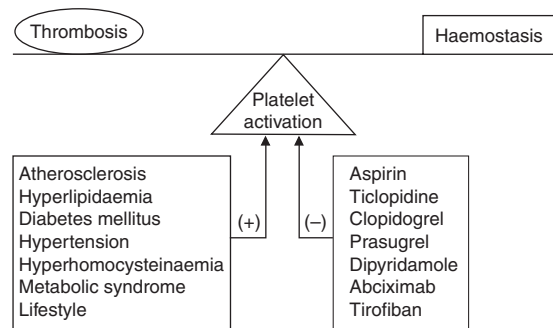 Thrombosis
Haemostasis
Platelet
activation
Atherosclerosis
Hyperlipidaemia
Diabetes mellitus
Hypertension
Hyperhomocysteinaemia
Metabolic syndrome
Lifestyle
(+)
(–)
Aspirin
Ticlopidine
Clopidogrel
Prasugrel
Dipyridamole
Abciximab
Tirofiban